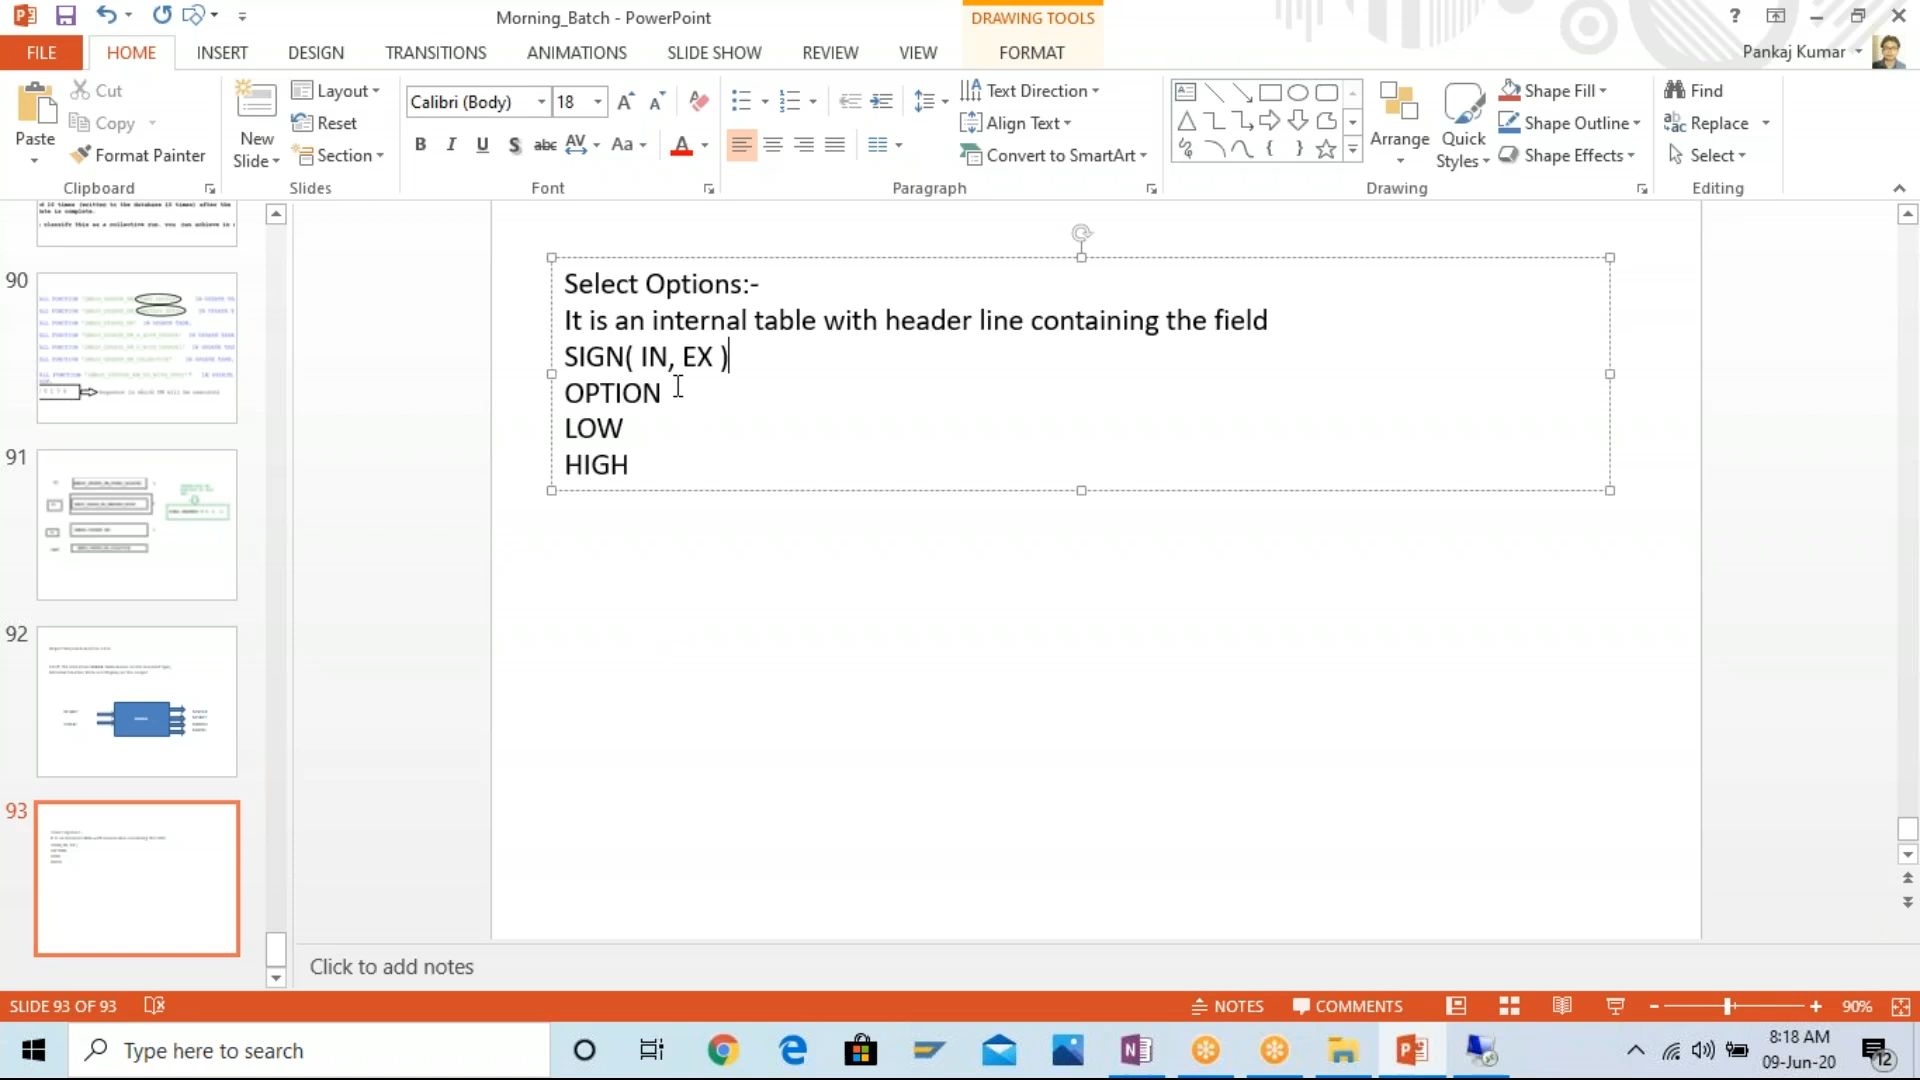 Morning_Batch - PowerPoint
DRAWING TOOLS
?
FILE
HOME
INSERT
DESIGN
TRANSITIONS
ANIMATIONS
SLIDE SHOW
REVIEW
VIEW
FORMAT
Pankaj Kumar
Paste
Cut
Copy
Format Painter
Clipboard
New
Slide
Layout
Reset
Section
Slides
Calibri (Body)
18
B I U S abc AV Aa A
Font
Text Direction
Align Text
Convert to SmartArt
Paragraph
Arrange
Quick
Styles
Shape Fill
Shape Outline
Shape Effects
Drawing
Find
Replace
Select
Editing
90
91
92
93
Select Options:-
It is an internal table with header line containing the field
SIGN( IN, EX )
OPTION
LOW
HIGH
Click to add notes
SLIDE 93 OF 93
NOTES
COMMENTS
90%
Type here to search
8:18 AM
09-Jun-20
12